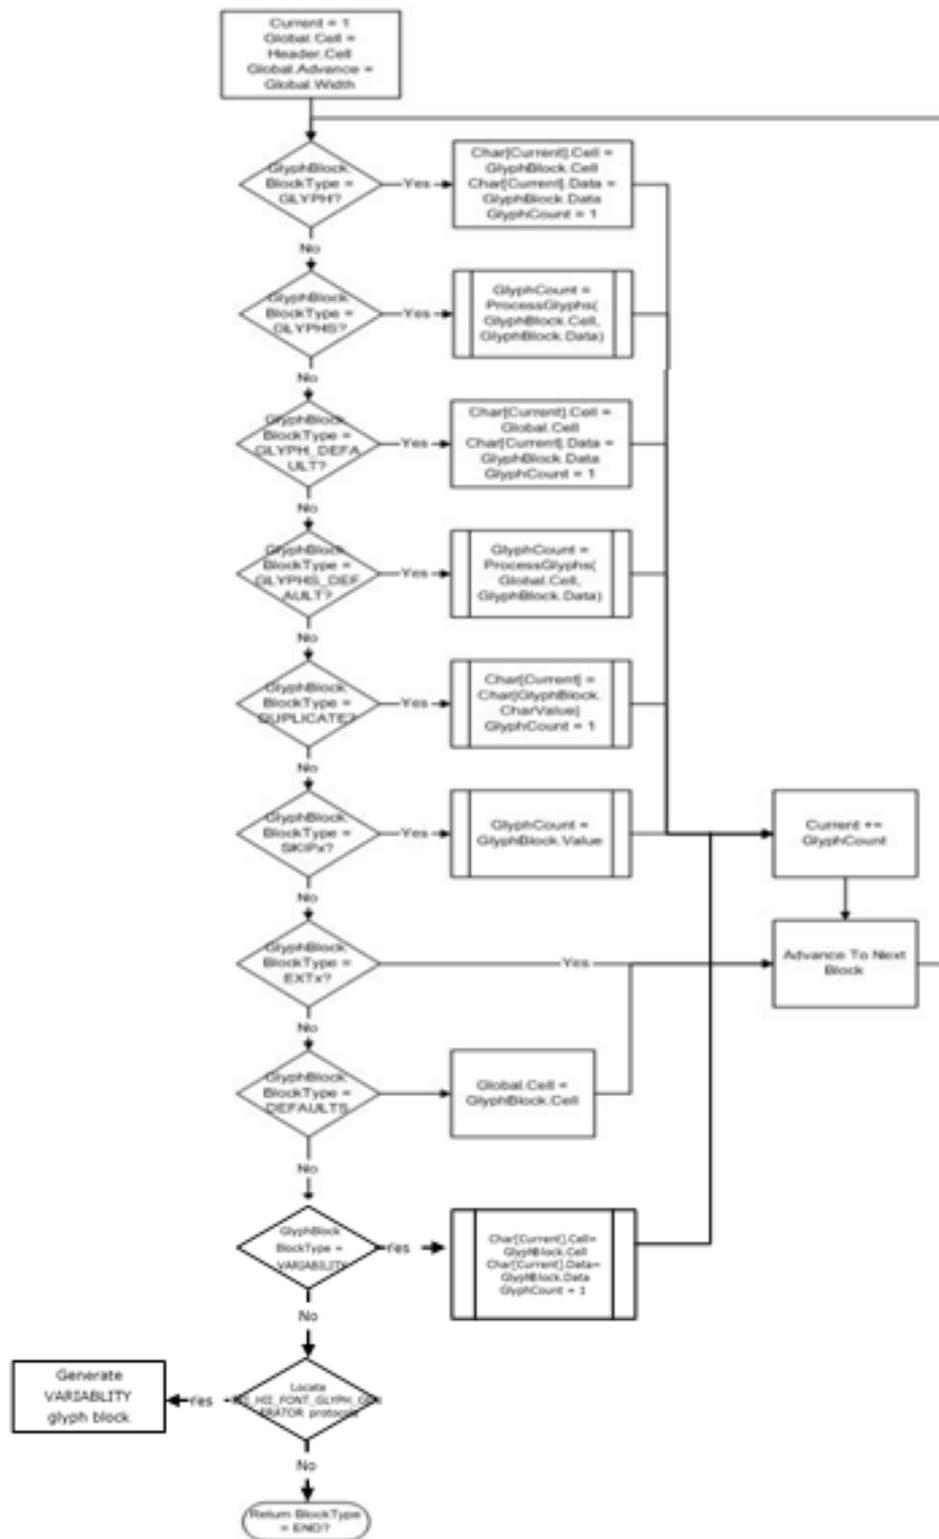 Current = 1
Global.Cell =
Header.Cell
Global.Advance =
Global.Width
GlyphBlock.
BlockType =
GLYPH?
Yes
Char[Current].Cell =
GlyphBlock.Cell
Char[Current].Data =
GlyphBlock.Data
GlyphCount = 1
No
GlyphBlock.
BlockType =
GLYPHS?
Yes
GlyphCount =
ProcessGlyphs(
GlyphBlock.Cell,
GlyphBlock.Data)
No
GlyphBlock.
BlockType =
GLYPH_DEFA
ULT?
Yes
Char[Current].Cell =
Global.Cell
Char[Current].Data =
GlyphBlock.Data
GlyphCount = 1
No
GlyphBlock.
BlockType =
GLYPHS_DEF
AULT?
Yes
GlyphCount =
ProcessGlyphs(
Global.Cell,
GlyphBlock.Data)
No
GlyphBlock.
BlockType =
DUPLICATE?
Yes
Char[Current] =
Char[GlyphBlock.
CharValue]
GlyphCount = 1
No
GlyphBlock.
BlockType =
SKIPx?
Yes
GlyphCount =
GlyphBlock.Value
Current +=
GlyphCount
No
GlyphBlock.
BlockType =
EXTx?
Yes
Advance To Next
Block
No
GlyphBlock.
BlockType =
DEFAULTS
Global.Cell =
GlyphBlock.Cell
No
GlyphBlock
BlockType =
VARIABILITY
Yes
Char[Current].Cell=
GlyphBlock.Cell
Char[Current].Data=
GlyphBlock.Data
GlyphCount = 1
No
Locate
_HII_FONT_GLYPH_GEN
ERATOR protocols
Yes
Generate
VARIABLITY
glyph block
No
Return BlockType
= END?